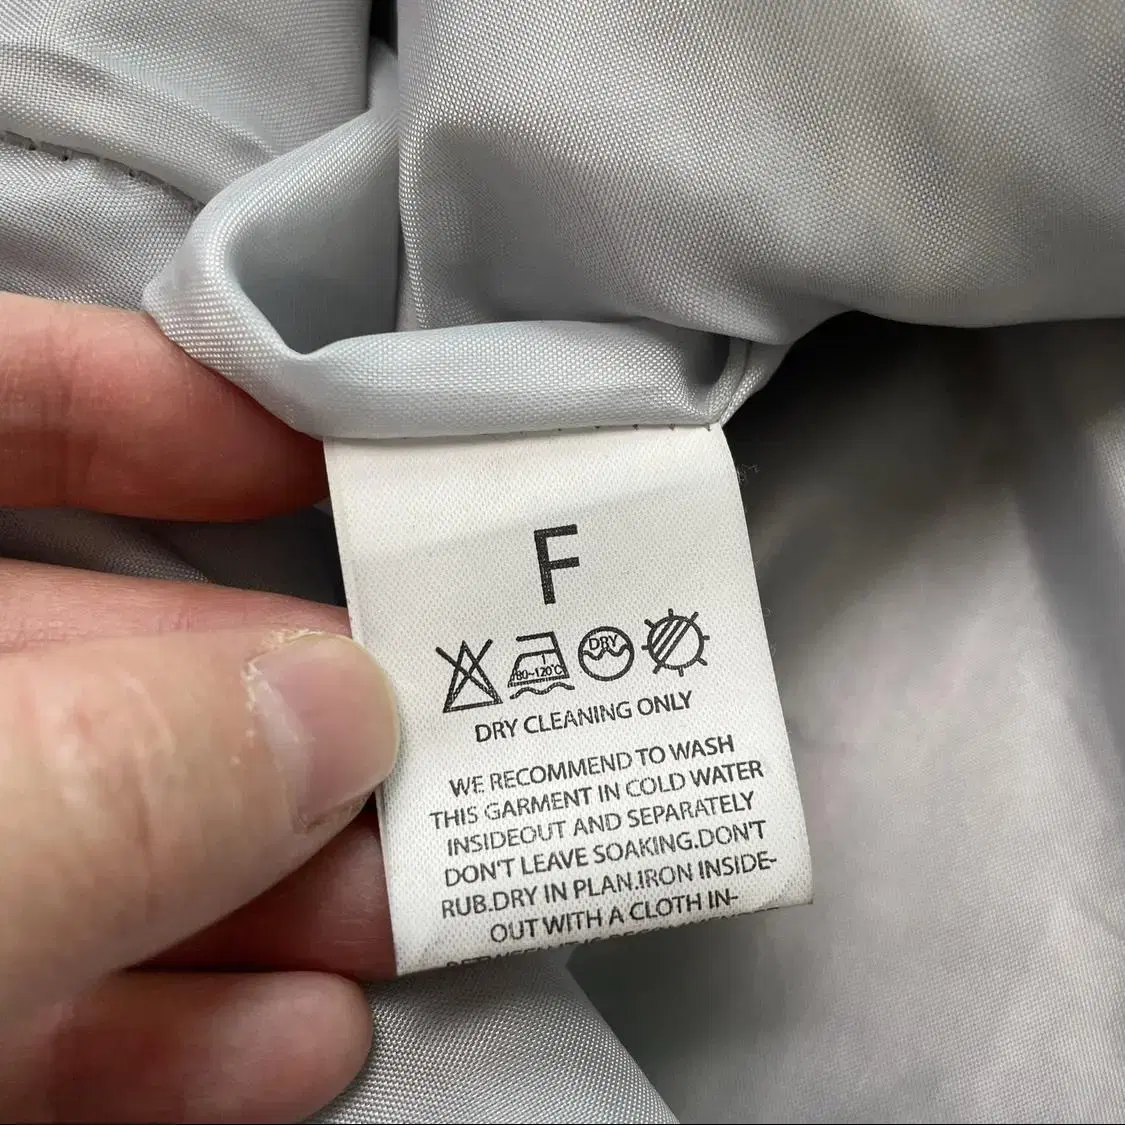 F
80~120°C
DRY
DRY CLEANING ONLY
WE RECOMMEND TO WASH
THIS GARMENT IN COLD WATER
INSIDEOUT AND SEPARATELY
DON'T LEAVE SOAKING.DON'T
RUB.DRY IN PLAN.IRON INSIDE-
OUT WITH A CLOTH IN-